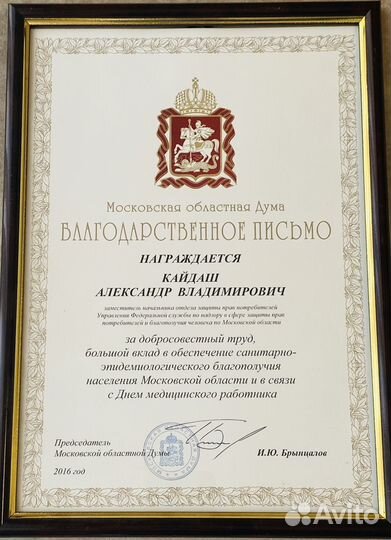 Московская областная Дума
БЛАГОДАРСТВЕННОЕ ПИСЬМО
НАГРАЖДАЕТСЯ
КАЙДАШ
АЛЕКСАНДР ВЛАДИМИРОВИЧ
заместитель начальника отдела защиты прав потребителей
Управления Федеральной службы по надзору в сфере защиты прав
потребителей и благополучия человека по Московской области
за добросовестный труд,
большой вклад в обеспечение санитарно-
эпидемиологического благополучия
населения Московской области и в связи
с Днем медицинского работника
Председатель
Московской областной Думы
И.Ю. Брынцалов
2016 год
Avito